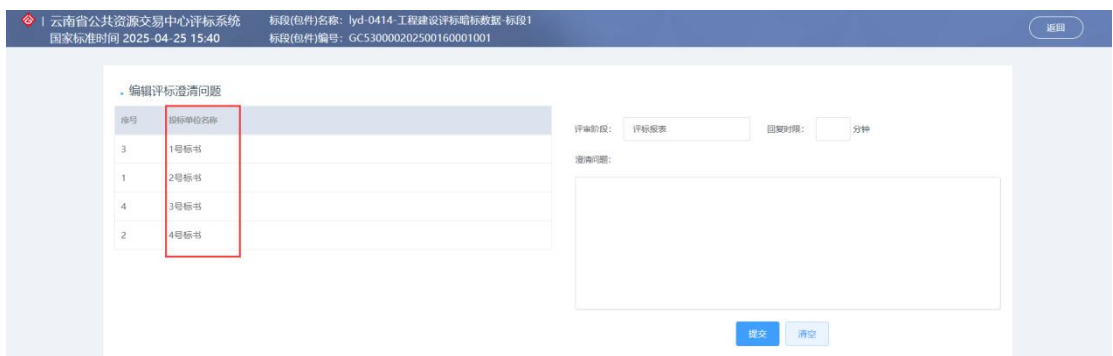 云南省公共资源交易中心评标系统
国家标准时间 2025-04-25 15:40
标段(包件)名称：lyd-0414-工程建设评标暗标数据-标段1
标段(包件)编号：GC530000202500160001001
返回
编辑评标澄清问题
序号 投标单位名称
3 1号标书
1 2号标书
4 3号标书
2 4号标书
评审阶段： 评标报表 回复时限： 分钟
澄清问题：
提交 清空